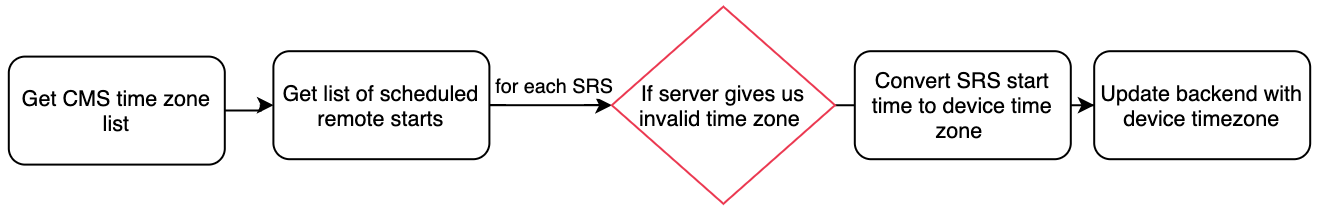 Get CMS time zone
list
Get list of scheduled
remote starts
for each SRS
If server gives us
invalid time zone
Convert SRS start
time to device time
zone
Update backend with
device timezone